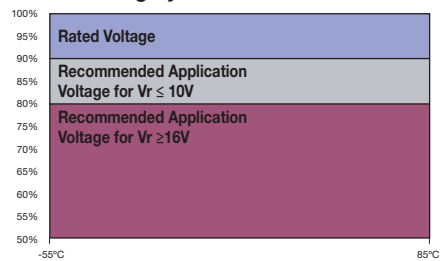 100%
95%
90%
85%
80%
75%
70%
65%
60%
55%
50%
Rated Voltage
Recommended Application
Voltage for Vr ≤ 10V
Recommended Application
Voltage for Vr ≥16V
-55ºC
85ºC